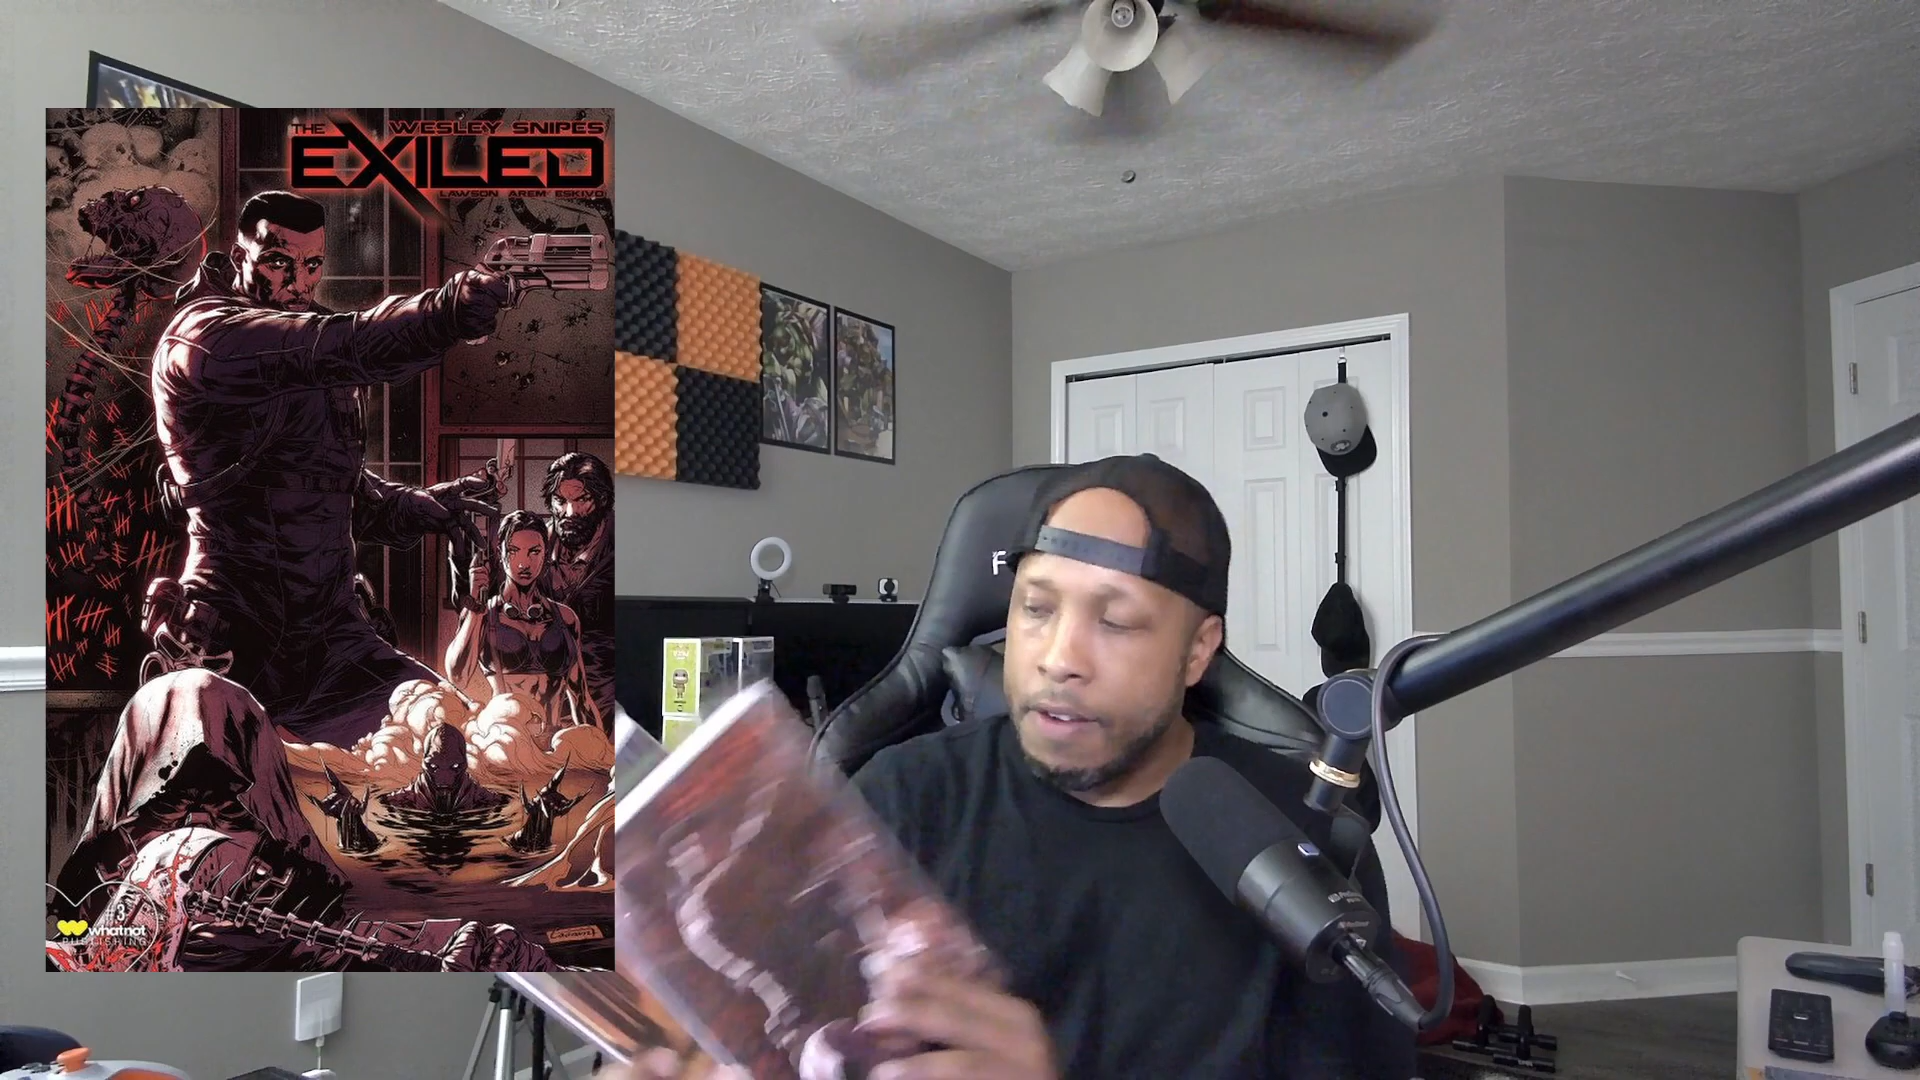 THE WESLEY SNIPES
EXILED
LAWSON AREM ESKIVO
#3
whatnot
PUBLISHING
F